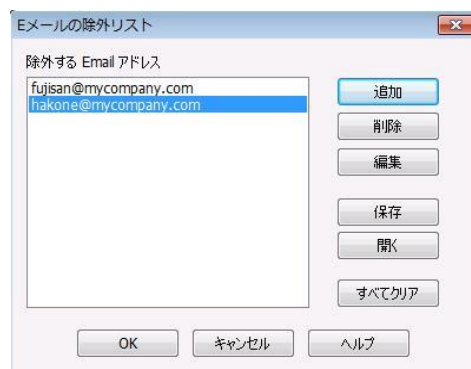 Eメールの除外リスト
除外する Email アドレス
fujisan@mycompany.com
hakone@mycompany.com
追加
削除
編集
保存
開く
すべてクリア
OK
キャンセル
ヘルプ